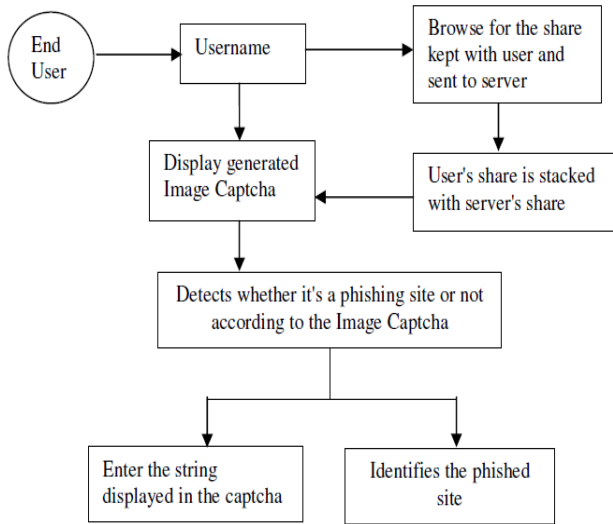 End
User
Username
Browse for the share
kept with user and
sent to server
Display generated
Image Captcha
User's share is stacked
with server's share
Detects whether it's a phishing site or not
according to the Image Captcha
Enter the string
displayed in the captcha
Identifies the phished
site